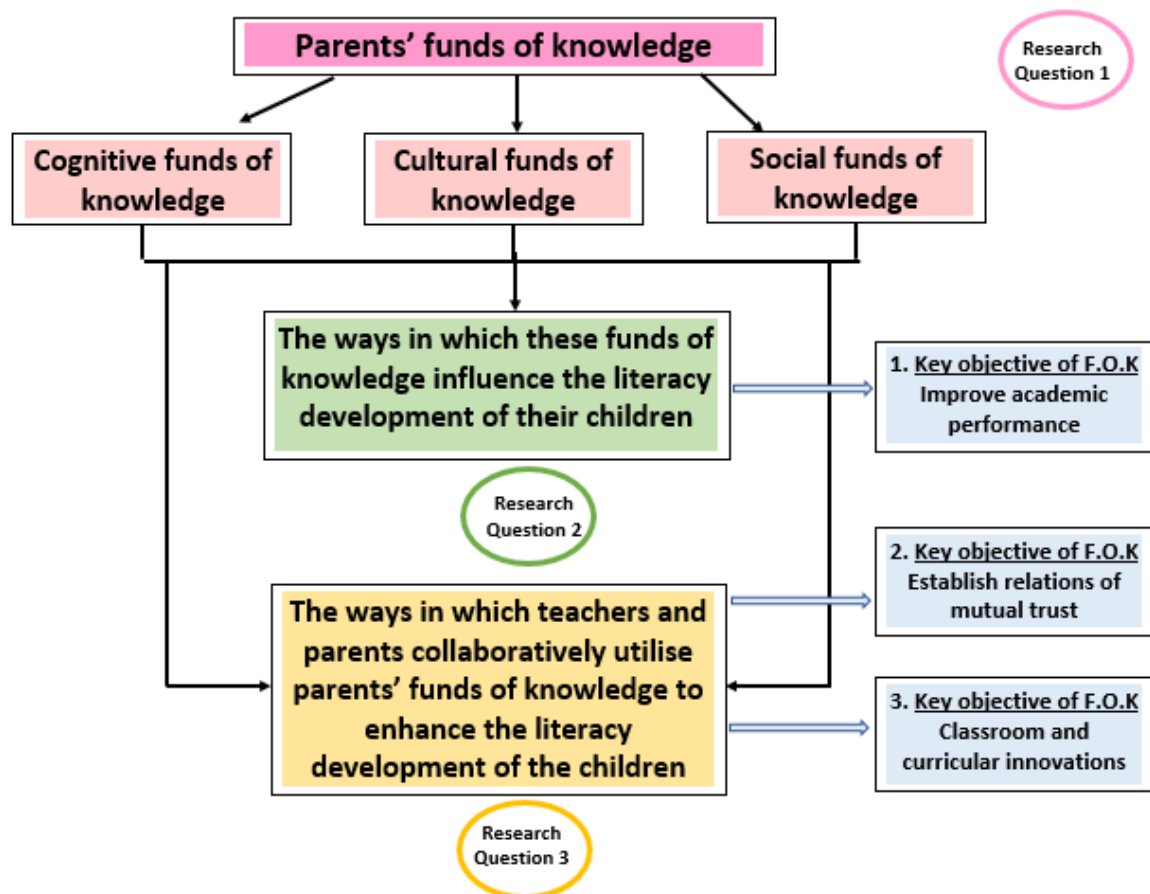 Parents’ funds of knowledge
Research
Question 1
Cognitive funds of
knowledge
Cultural funds of
knowledge
Social funds of
knowledge
The ways in which these funds of
knowledge influence the literacy
development of their children
1. Key objective of F.O.K
Improve academic
performance
Research
Question 2
2. Key objective of F.O.K
Establish relations of
mutual trust
The ways in which teachers and
parents collaboratively utilise
parents’ funds of knowledge to
enhance the literacy
development of the children
3. Key objective of F.O.K
Classroom and
curricular innovations
Research
Question 3